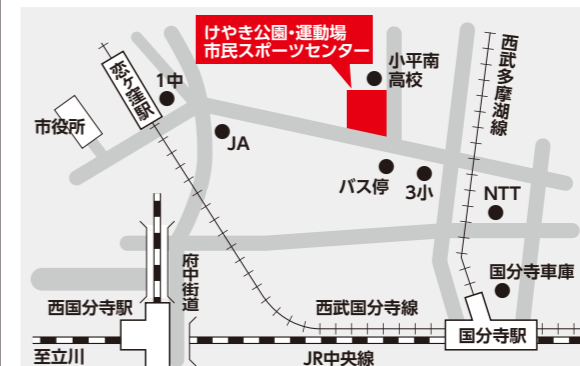 けやき公園・運動場
市民スポーツセンター
小平南
高校
西武多摩湖線
恋ヶ窪駅
1中
市役所
JA
バス停
3小
NTT
府中街道
国分寺車庫
西国分寺駅
西武国分寺線
国分寺駅
至立川
JR中央線